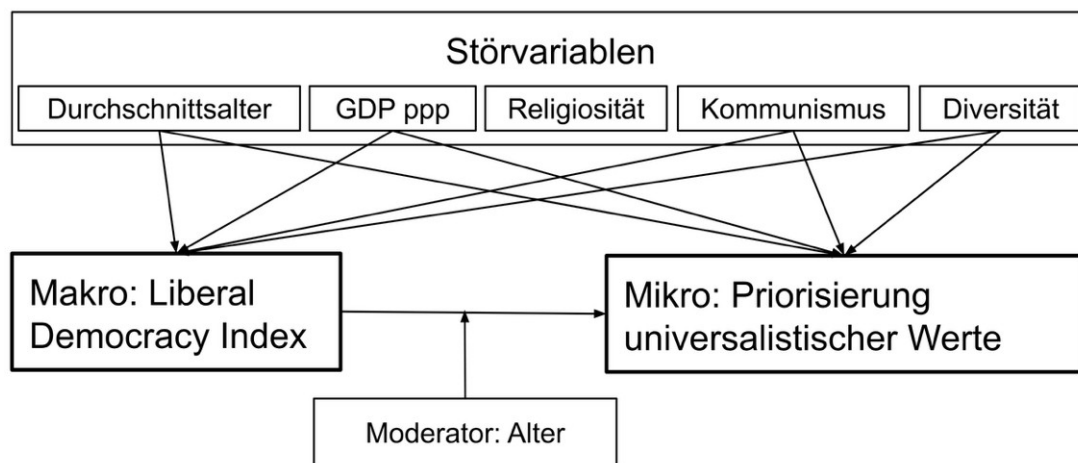 Störvariablen
Durchschnittsalter
GDP ppp
Religiosität
Kommunismus
Diversität
Makro: Liberal
Democracy Index
Mikro: Priorisierung
universalistischer Werte
Moderator: Alter